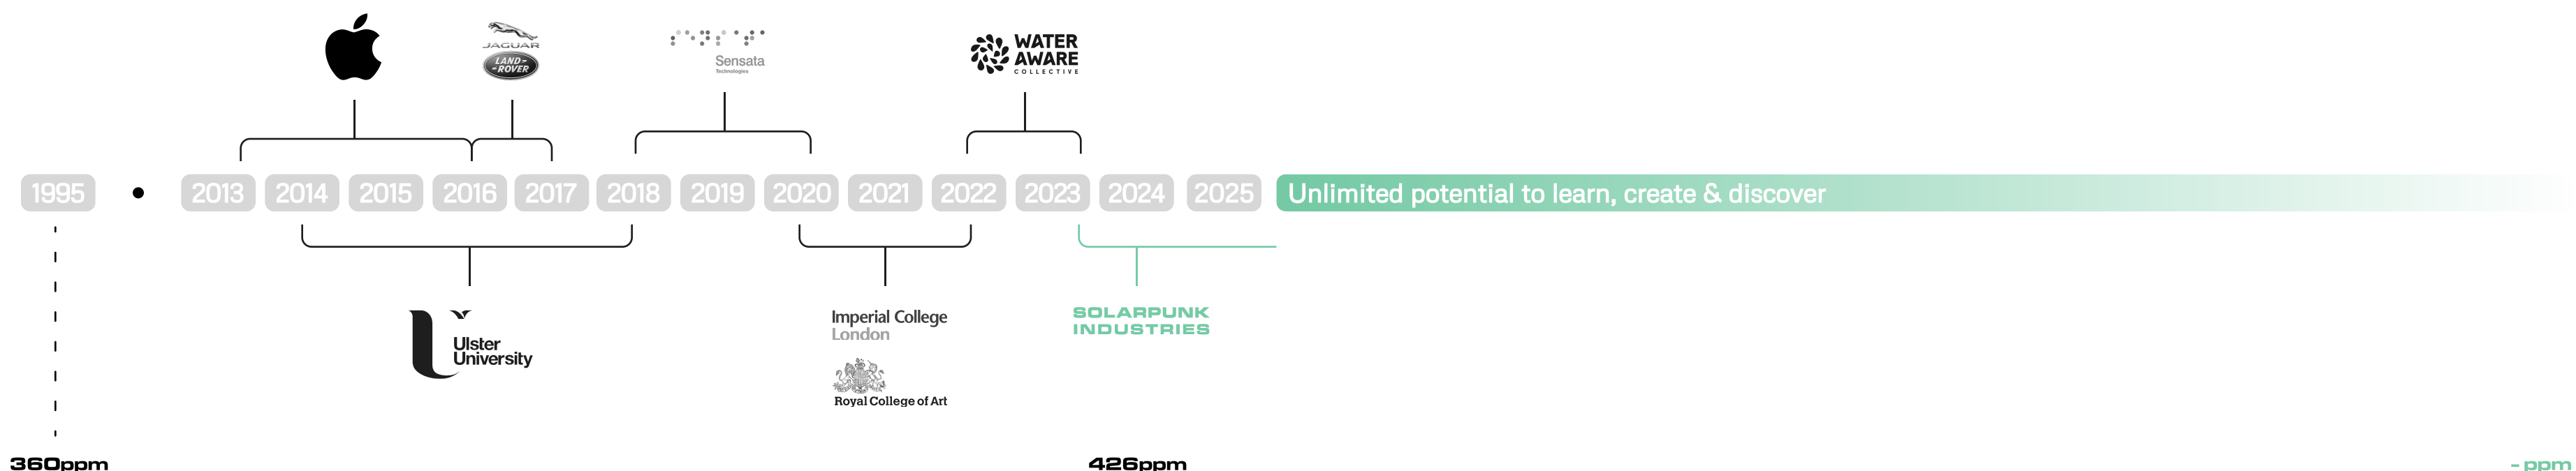 JAGUAR
LAND-
-ROVER
Sensata
Technologies
WATER
AWARE
COLLECTIVE
1995
2013
2014
2015
2016
2017
2018
2019
2020
2021
2022
2023
2024
2025
Unlimited potential to learn, create & discover
Ulster
University
Imperial College
London
Royal College of Art
SOLARPUNK
INDUSTRIES
360ppm
426ppm
- ppm